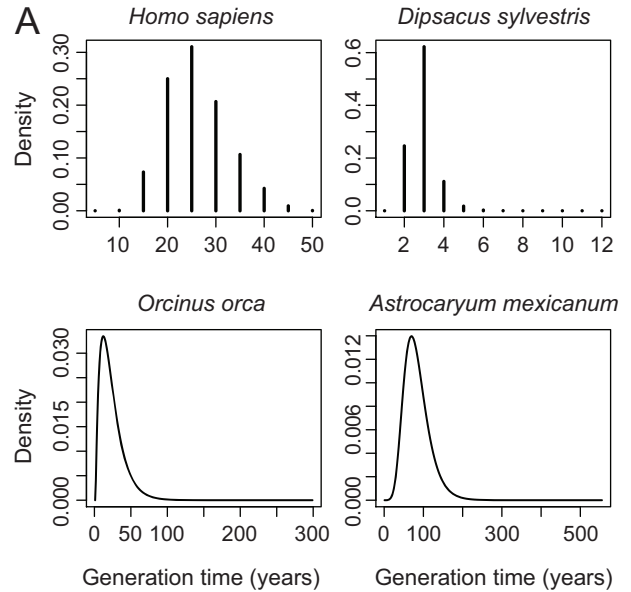 A
Homo sapiens
Dipsacus sylvestris
Density
0.00 0.10 0.20 0.30
10 20 30 40 50
0.0 0.2 0.4 0.6
2 4 6 8 10 12
Orcinus orca
Astrocaryum mexicanum
Density
0.000 0.015 0.030
0 50 100 200 300
0.000 0.006 0.012
0 100 300 500
Generation time (years)
Generation time (years)